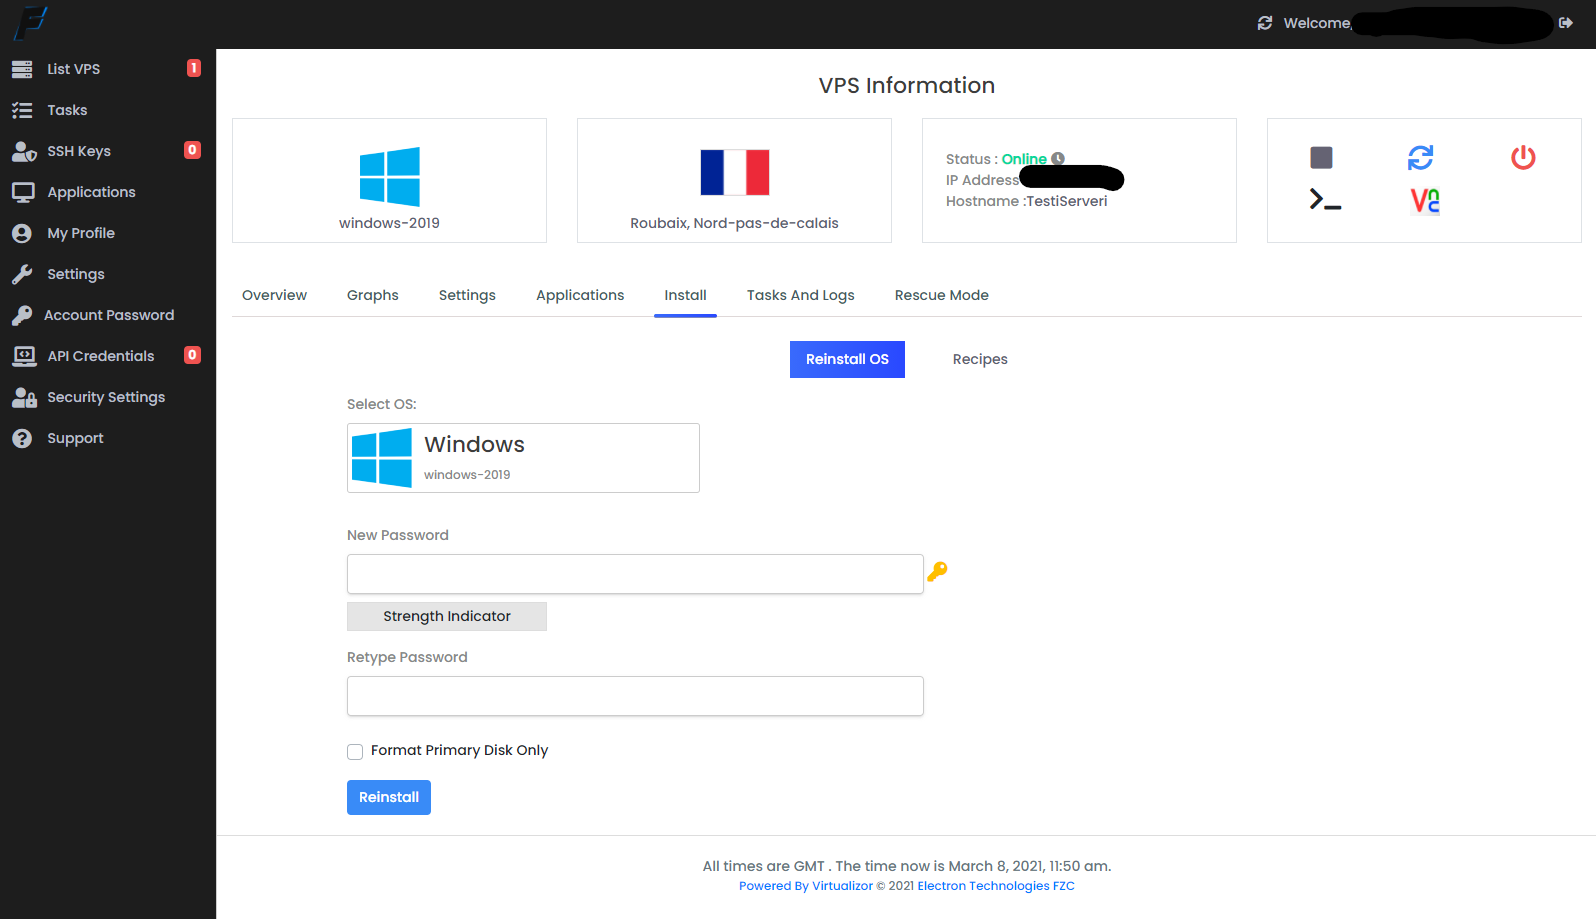 Welcome,
List VPS 1
Tasks
SSH Keys 0
Applications
My Profile
Settings
Account Password
API Credentials 0
Security Settings
Support
VPS Information
windows-2019
Roubaix, Nord-pas-de-calais
Status : Online
IP Address
Hostname :TestiServeri
VNC
Overview Graphs Settings Applications Install Tasks And Logs Rescue Mode
Reinstall OS Recipes
Select OS:
Windows
windows-2019
New Password
Strength Indicator
Retype Password
Format Primary Disk Only
Reinstall
All times are GMT . The time now is March 8, 2021, 11:50 am.
Powered By Virtualizor © 2021 Electron Technologies FZC